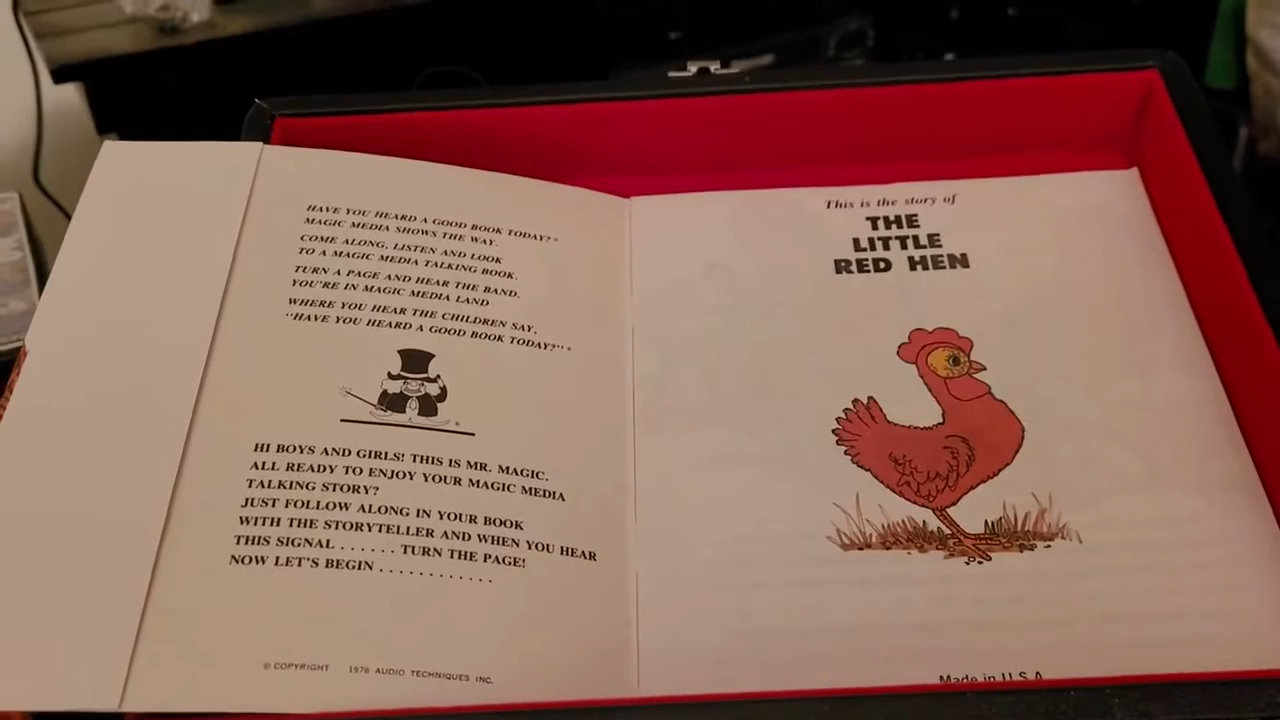 HAVE YOU HEARD A GOOD BOOK TODAY?*
MAGIC MEDIA SHOWS THE WAY.
COME ALONG, LISTEN AND LOOK
TO A MAGIC MEDIA TALKING BOOK.
TURN A PAGE AND HEAR THE BAND.
YOU'RE IN MAGIC MEDIA LAND
WHERE YOU HEAR THE CHILDREN SAY,
"HAVE YOU HEARD A GOOD BOOK TODAY?"*
HI BOYS AND GIRLS! THIS IS MR. MAGIC.
ALL READY TO ENJOY YOUR MAGIC MEDIA
TALKING STORY?
JUST FOLLOW ALONG IN YOUR BOOK
WITH THE STORYTELLER AND WHEN YOU HEAR
THIS SIGNAL . . . . . . TURN THE PAGE!
NOW LET'S BEGIN . . . . . . . . . . . .
© COPYRIGHT 1976 AUDIO TECHNIQUES INC.
This is the story of
THE
LITTLE
RED HEN
Made in U.S.A.